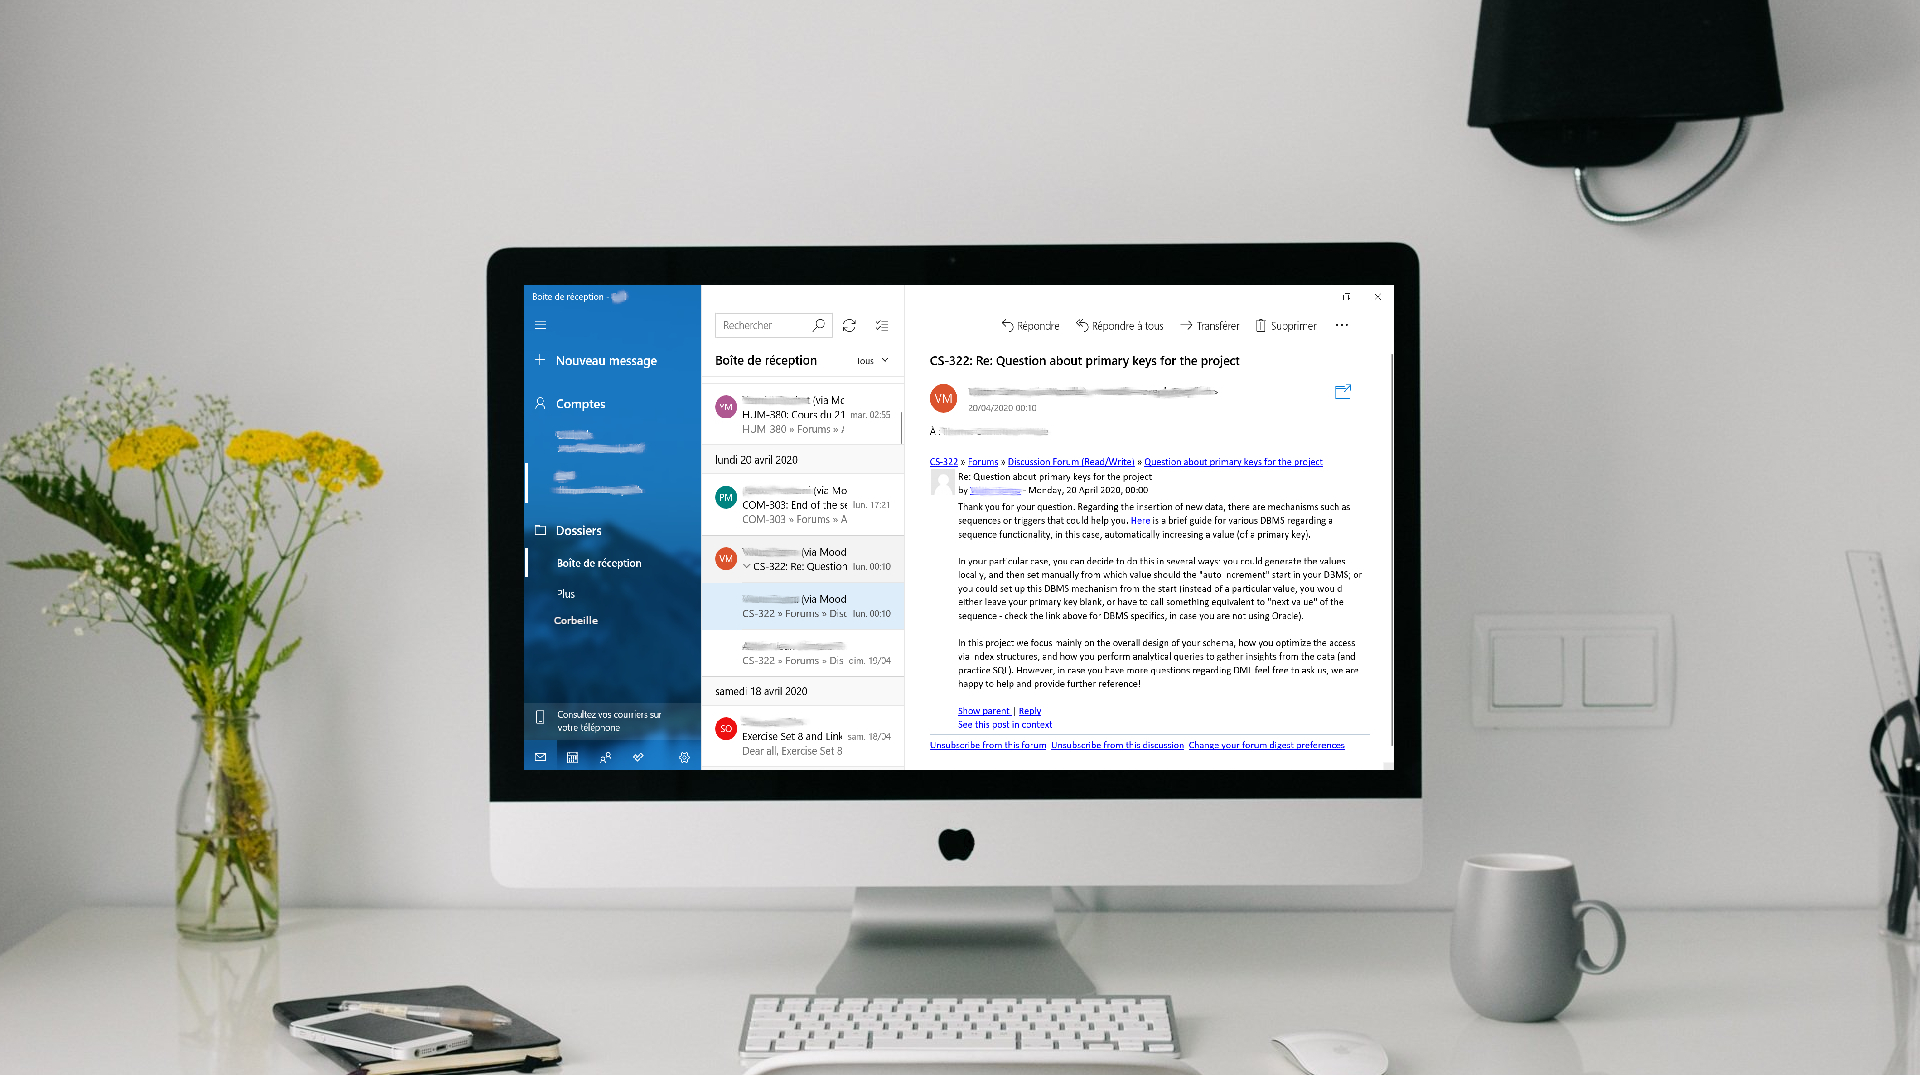 Boîte de réception -
Nouveau message
Comptes
Dossiers
Boîte de réception
Plus
Corbeille
Consultez vos courriers sur
votre téléphone
Rechercher
Boîte de réception
Tous
YM
(via Mc
HUM-380: Cours du 21 mar. 02:55
HUM-380 » Forums » A
lundi 20 avril 2020
PM
(via Mo
COM-303: End of the se lun. 17:21
COM-303 » Forums » A
VM
(via Mood
CS-322: Re: Question lun. 00:10
(via Mood
CS-322 » Forums » Disc lun. 00:10
CS-322 » Forums » Dis dim. 19/04
samedi 18 avril 2020
SO
Exercise Set 8 and Link sam. 18/04
Dear all, Exercise Set 8
Répondre Répondre à tous Transférer Supprimer
CS-322: Re: Question about primary keys for the project
VM
20/04/2020 00:10
À :
CS-322 » Forums » Discussion Forum (Read/Write) » Question about primary keys for the project
Re: Question about primary keys for the project
by - Monday, 20 April 2020, 00:00
Thank you for your question. Regarding the insertion of new data, there are mechanisms such as
sequences or triggers that could help you. Here is a brief guide for various DBMS regarding a
sequence functionality, in this case, automatically increasing a value (of a primary key).
In your particular case, you can decide to do this in several ways: you could generate the values
locally, and then set manually from which value should the "auto increment" start in your DBMS; or
you could set up this DBMS mechanism from the start (instead of a particular value, you would
either leave your primary key blank, or have to call something equivalent to "next value" of the
sequence - check the link above for DBMS specifics, in case you are not using Oracle).
In this project we focus mainly on the overall design of your schema, how you optimize the access
via index structures, and how you perform analytical queries to gather insights from the data (and
practice SQL). However, in case you have more questions regarding DML feel free to ask us, we are
happy to help and provide further reference!
Show parent | Reply
See this post in context
Unsubscribe from this forum Unsubscribe from this discussion Change your forum digest preferences